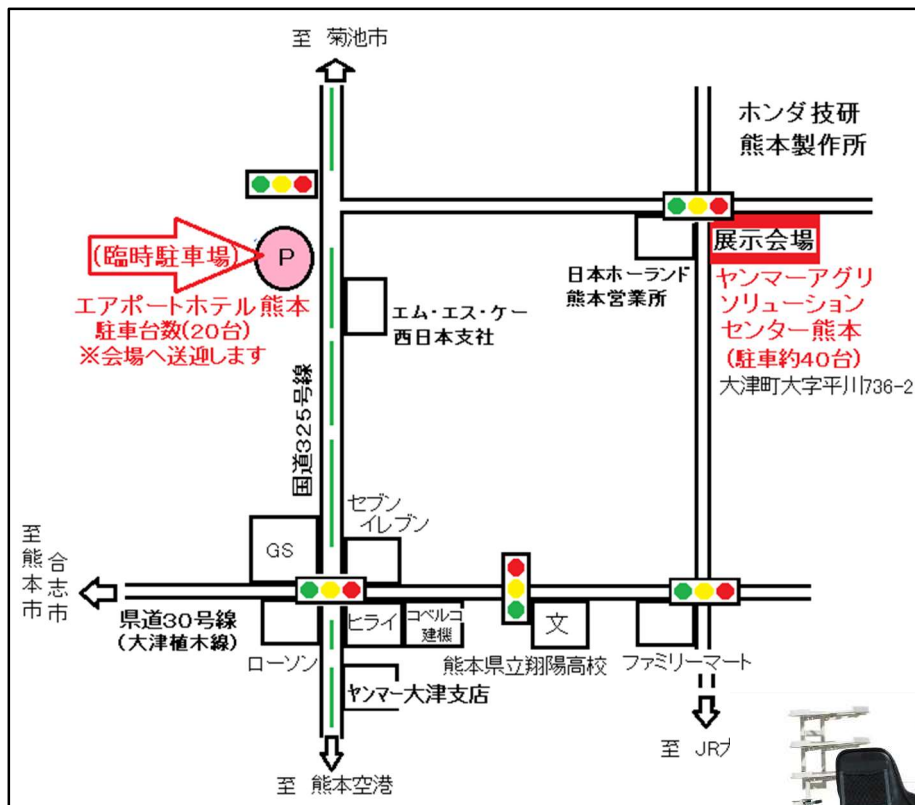 至 菊池市
ホンダ技研
熊本製作所
(臨時駐車場)
P
エアポートホテル熊本
駐車台数(20台)
※会場へ送迎します
エム・エス・ケー
西日本支社
日本ホーランド
熊本営業所
展示会場
ヤンマーアグリ
ソリューション
センター熊本
(駐車約40台)
大津町大字平川736-2
国道325号線
セブン
イレブン
GS
至熊本市
合志市
県道30号線
(大津植木線)
ローソン
ヒライ
コベルコ
建機
文
熊本県立翔陽高校
ファミリーマート
ヤンマー大津支店
至 熊本空港
至 JR